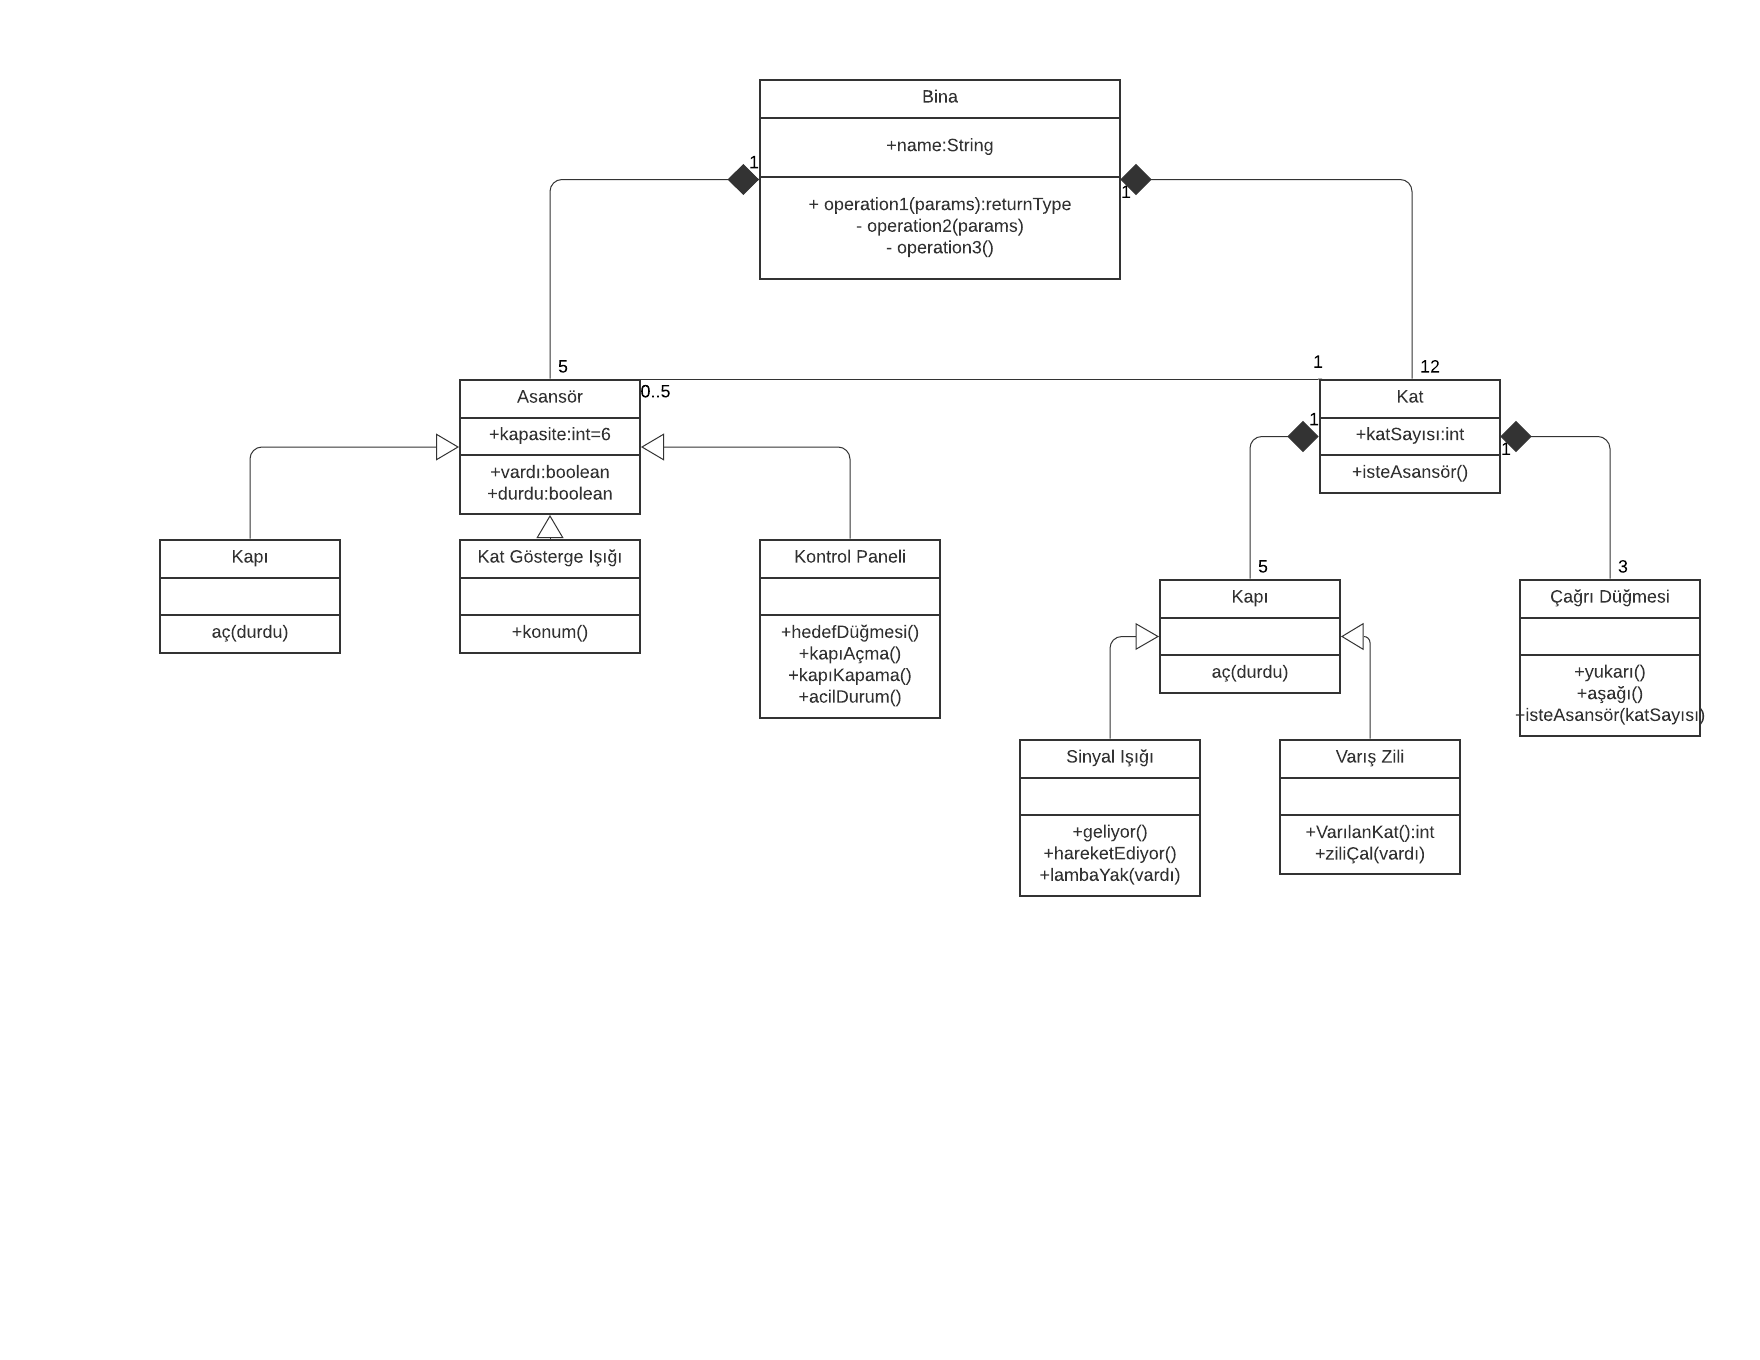 Bina
+name:String
1
1
+ operation1(params):returnType
- operation2(params)
- operation3()
5
1
12
0..5
Asansör
+kapasite:int=6
+vardı:boolean
+durdu:boolean
Kat
1
+katSayısı:int
1
+isteAsansör()
Kapı
aç(durdu)
Kat Gösterge Işığı
+konum()
Kontrol Paneli
+hedefDüğmesi()
+kapıAçma()
+kapıKapama()
+acilDurum()
5
3
Kapı
aç(durdu)
Çağrı Düğmesi
+yukarı()
+aşağı()
+isteAsansör(katSayısı)
Sinyal Işığı
+geliyor()
+hareketEdiyor()
+lambaYak(vardı)
Varış Zili
+VarılanKat():int
+ziliÇal(vardı)